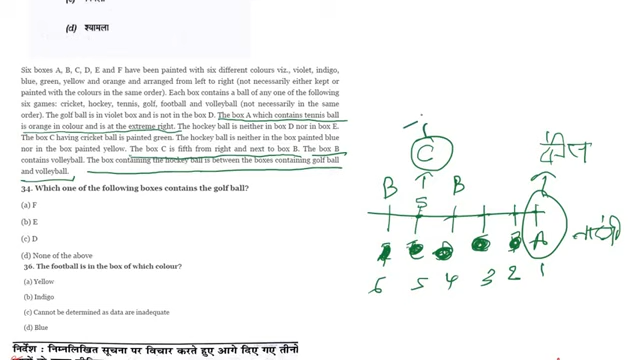 (d) श्यामला
Six boxes A, B, C, D, E and F have been painted with six different colours viz., violet, indigo,
blue, green, yellow and orange and arranged from left to right (not necessarily either kept or
painted with the colours in the same order). Each box contains a ball of any one of the following
six games: cricket, hockey, tennis, golf, football and volleyball (not necessarily in the same
order). The golf ball is in violet box and is not in the box D. The box A which contains tennis ball
is orange in colour and is at the extreme right. The hockey ball is neither in box D nor in box E.
The box C having cricket ball is painted green. The hockey ball is neither in the box painted blue
nor in the box painted yellow. The box C is fifth from right and next to box B. The box B
contains volleyball. The box containing the hockey ball is between the boxes containing golf ball
and volleyball.
34. Which one of the following boxes contains the golf ball?
(a) F
(b) E
(c) D
(d) None of the above
36. The football is in the box of which colour?
(a) Yellow
(b) Indigo
(c) Cannot be determined as data are inadequate
(d) Blue
निर्देश : निम्नलिखित सूचना पर विचार करते हुए आगे दिए गए तीनों
C
B B
5
A
6 5 4 3 2 1